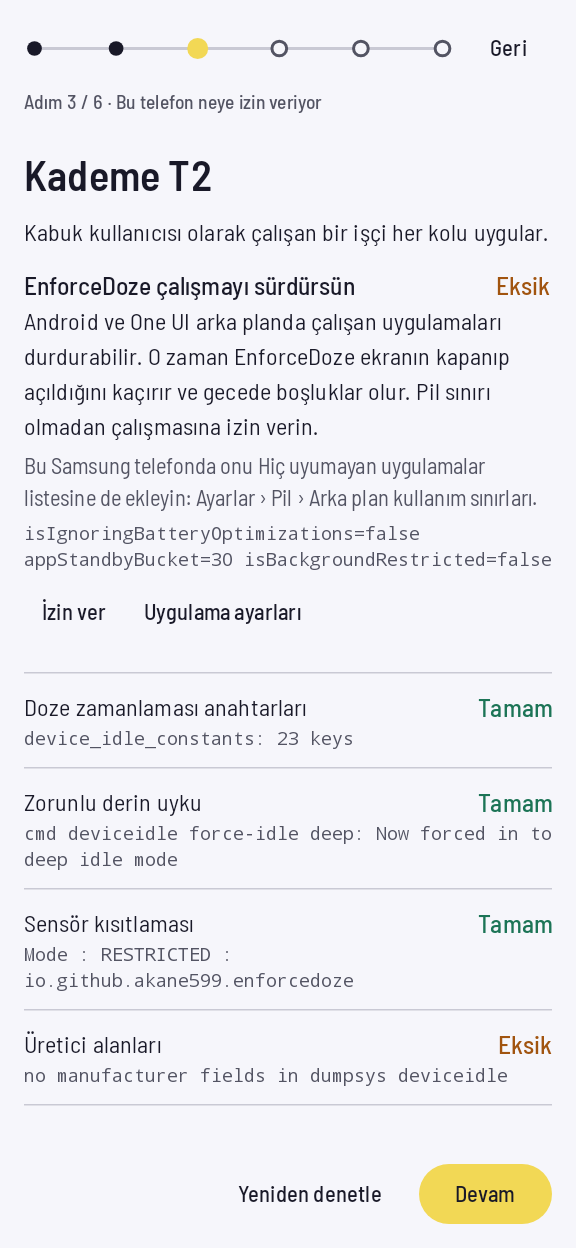 Geri
Adım 3 / 6 · Bu telefon neye izin veriyor
Kademe T2
Kabuk kullanıcısı olarak çalışan bir işçi her kolu uygular.
EnforceDoze çalışmayı sürdürsün Eksik
Android ve One UI arka planda çalışan uygulamaları
durdurabilir. O zaman EnforceDoze ekranın kapanıp
açıldığını kaçırır ve gecede boşluklar olur. Pil sınırı
olmadan çalışmasına izin verin.
Bu Samsung telefonda onu Hiç uyumayan uygulamalar
listesine de ekleyin: Ayarlar › Pil › Arka plan kullanım sınırları.
isIgnoringBatteryOptimizations=false
appStandbyBucket=30 isBackgroundRestricted=false
İzin ver Uygulama ayarları
Doze zamanlaması anahtarları Tamam
device_idle_constants: 23 keys
Zorunlu derin uyku Tamam
cmd deviceidle force-idle deep: Now forced in to
deep idle mode
Sensör kısıtlaması Tamam
Mode : RESTRICTED :
io.github.akane599.enforcedoze
Üretici alanları Eksik
no manufacturer fields in dumpsys deviceidle
Yeniden denetle Devam